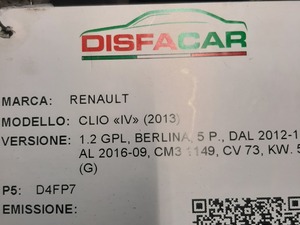 DISFACAR
MARCA: RENAULT
MODELLO: CLIO «IV» (2013)
VERSIONE: 1.2 GPL, BERLINA, 5 P., DAL 2012-1
AL 2016-09, CM3 1149, CV 73, KW. 5
(G)
P5: D4FP7
EMISSIONE: